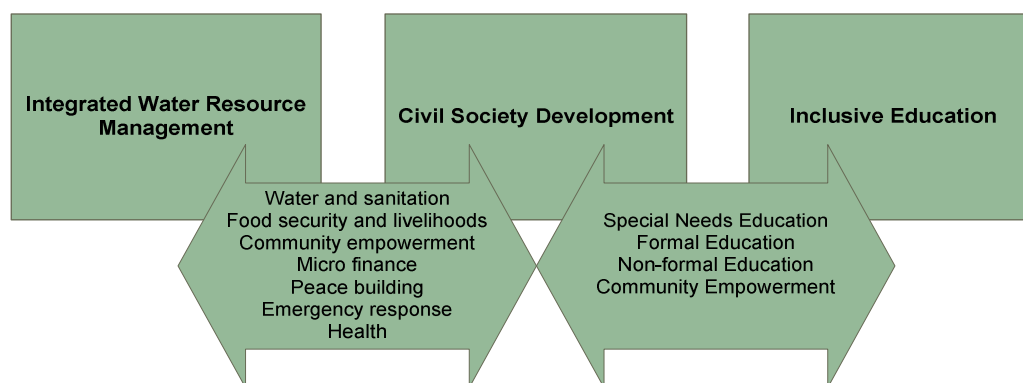 Integrated Water Resource
Management
Civil Society Development
Inclusive Education
Water and sanitation
Food security and livelihoods
Community empowerment
Micro finance
Peace building
Emergency response
Health
Special Needs Education
Formal Education
Non-formal Education
Community Empowerment